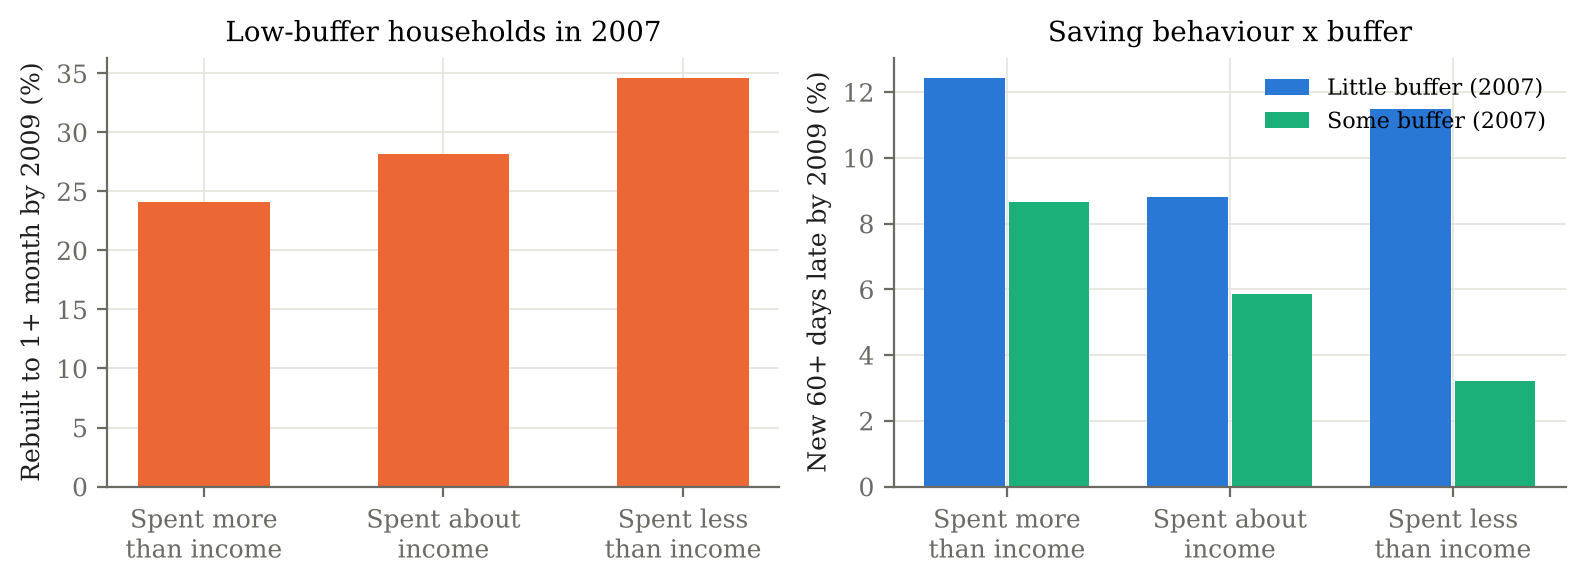 Low-buffer households in 2007
Rebuilt to 1+ month by 2009 (%)
35
30
25
20
15
10
5
0
Spent more
than income
Spent about
income
Spent less
than income
Saving behaviour x buffer
New 60+ days late by 2009 (%)
12
10
8
6
4
2
0
Little buffer (2007)
Some buffer (2007)
Spent more
than income
Spent about
income
Spent less
than income